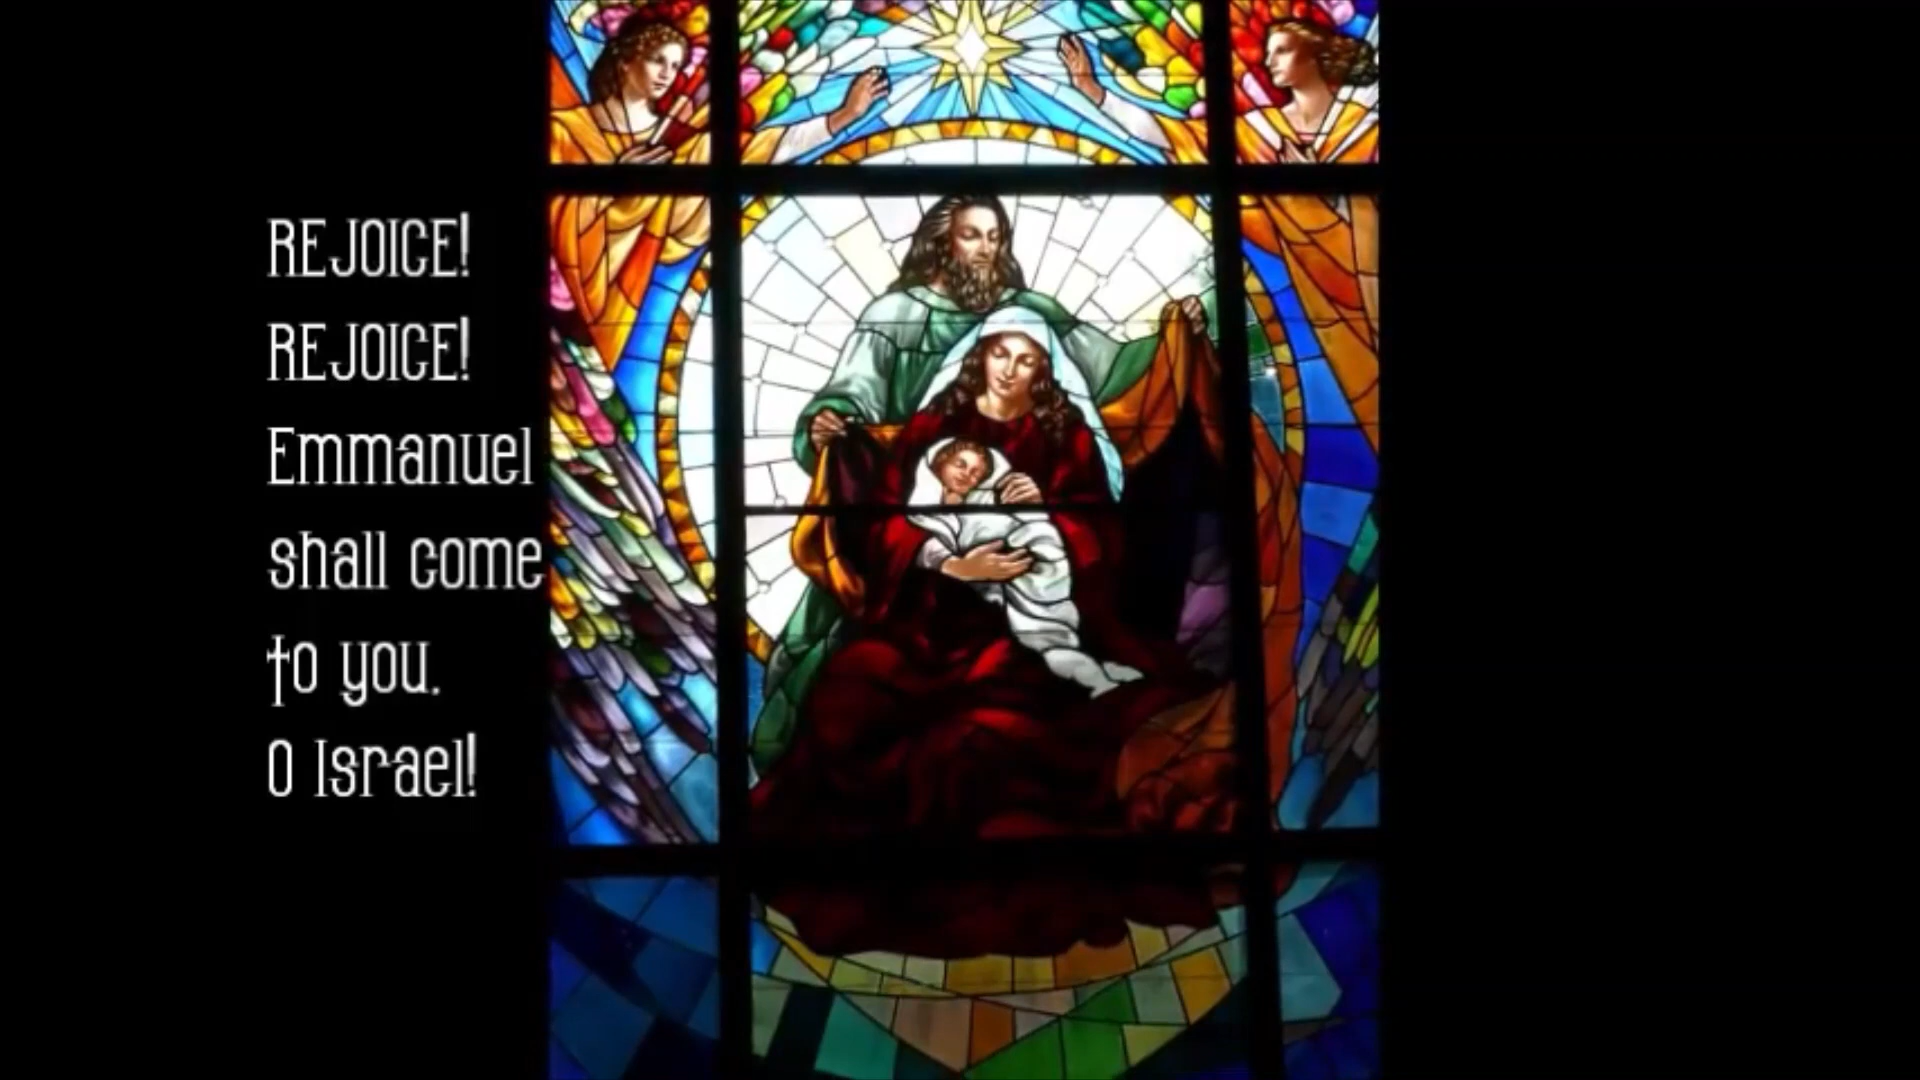 REJOICE!
REJOICE!
Emmanuel
shall come
to you,
O Israel!